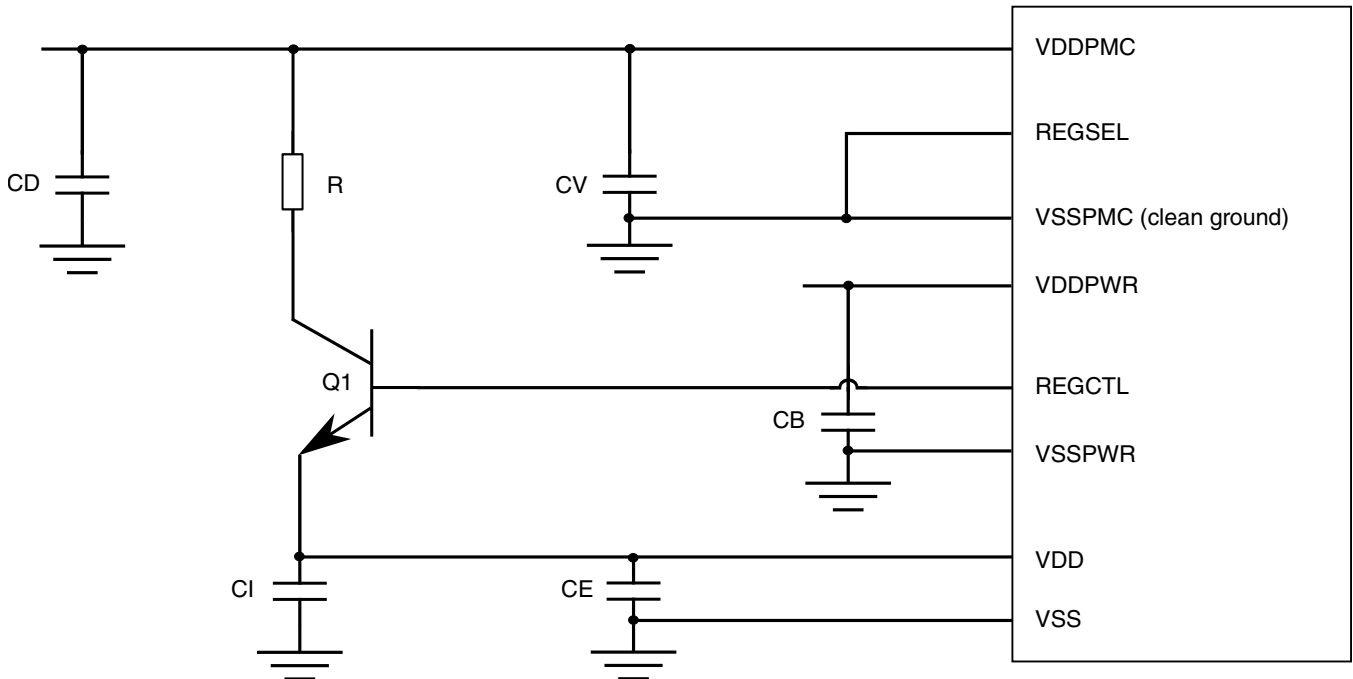 VDDPMC
REGSEL
CD
R
CV
VSSPMC (clean ground)
VDDPWR
Q1
REGCTL
CB
VSSPWR
VDD
CI
CE
VSS